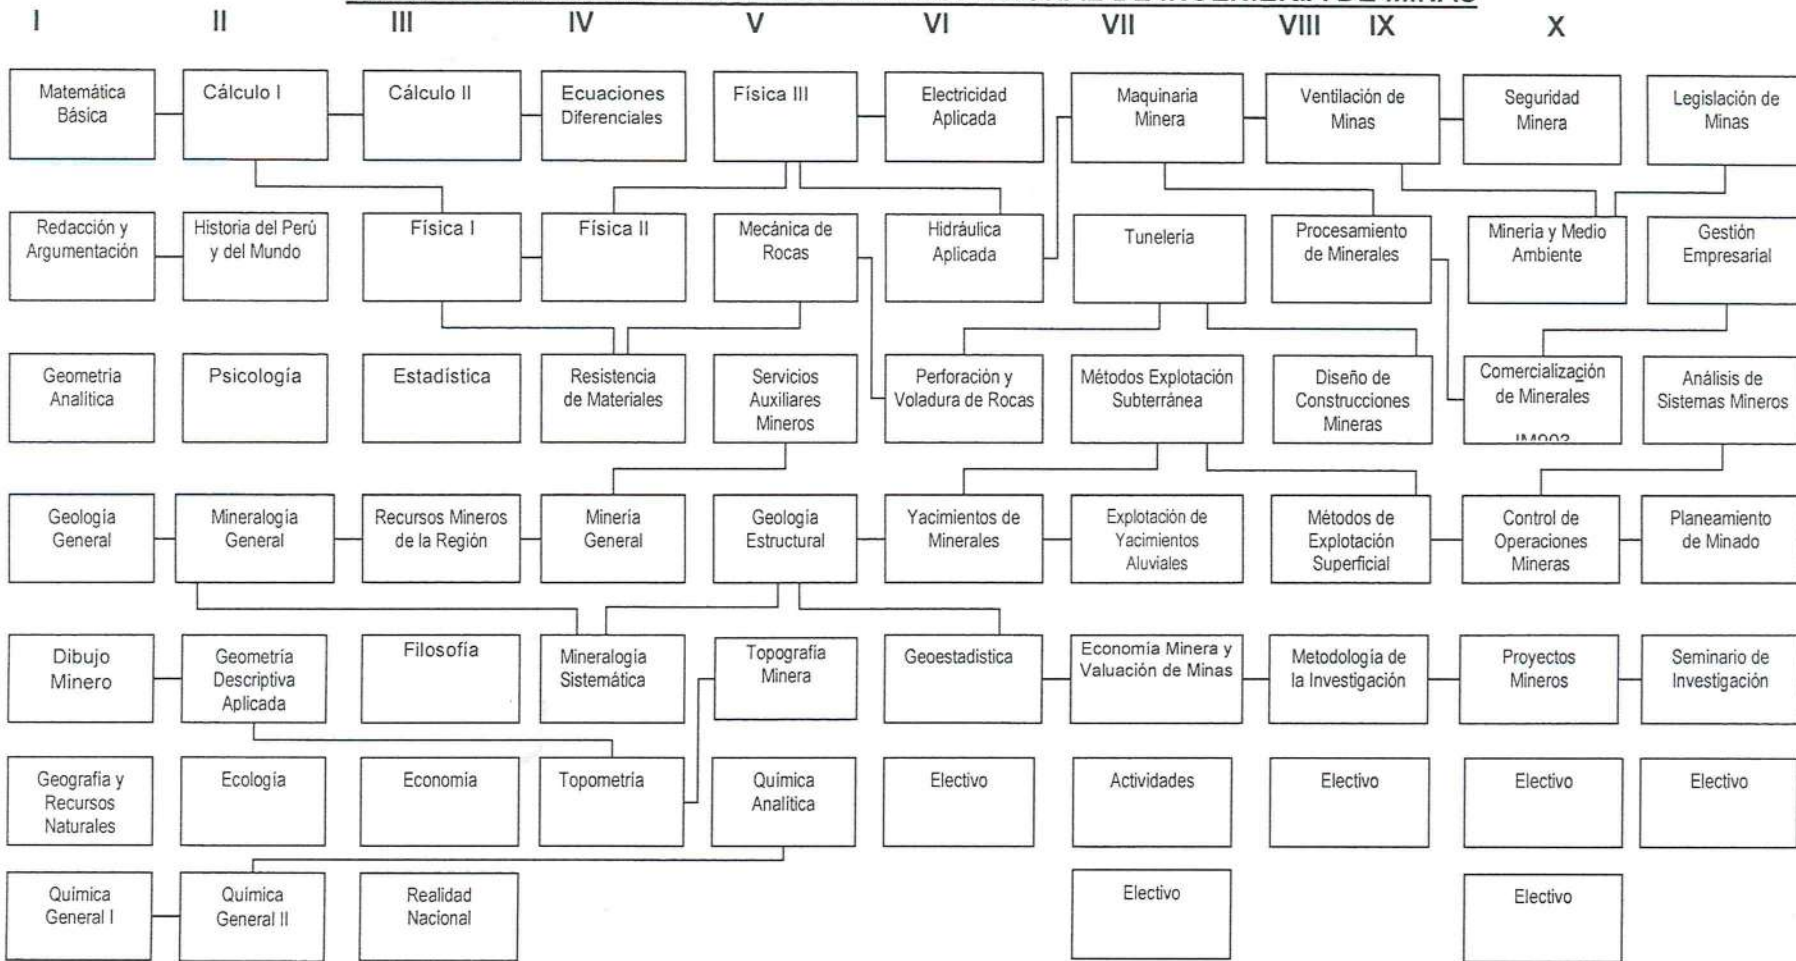 DE INGENIERÍA DE MINAS
I II III IV V VI VII VIII IX X
Matemática
Básica
Cálculo I
Cálculo II
Ecuaciones
Diferenciales
Física III
Electricidad
Aplicada
Maquinaria
Minera
Ventilación de
Minas
Seguridad
Minera
Legislación de
Minas
Redacción y
Argumentación
Historia del Perú
y del Mundo
Física I
Física II
Mecánica de
Rocas
Hidráulica
Aplicada
Tunelería
Procesamiento
de Minerales
Minería y Medio
Ambiente
Gestión
Empresarial
Geometría
Analítica
Psicología
Estadística
Resistencia
de Materiales
Servicios
Auxiliares
Mineros
Perforación y
Voladura de Rocas
Métodos Explotación
Subterránea
Diseño de
Construcciones
Mineras
Comercialización
de Minerales
IM903
Análisis de
Sistemas Mineros
Geología
General
Mineralogía
General
Recursos Mineros
de la Región
Minería
General
Geología
Estructural
Yacimientos de
Minerales
Explotación de
Yacimientos
Aluviales
Métodos de
Explotación
Superficial
Control de
Operaciones
Mineras
Planeamiento
de Minado
Dibujo
Minero
Geometría
Descriptiva
Aplicada
Filosofía
Mineralogía
Sistemática
Topografía
Minera
Geoestadística
Economía Minera y
Valuación de Minas
Metodología de
la Investigación
Proyectos
Mineros
Seminario de
Investigación
Geografía y
Recursos
Naturales
Ecología
Economía
Topometría
Química
Analítica
Electivo
Actividades
Electivo
Electivo
Electivo
Química
General I
Química
General II
Realidad
Nacional
Electivo
Electivo